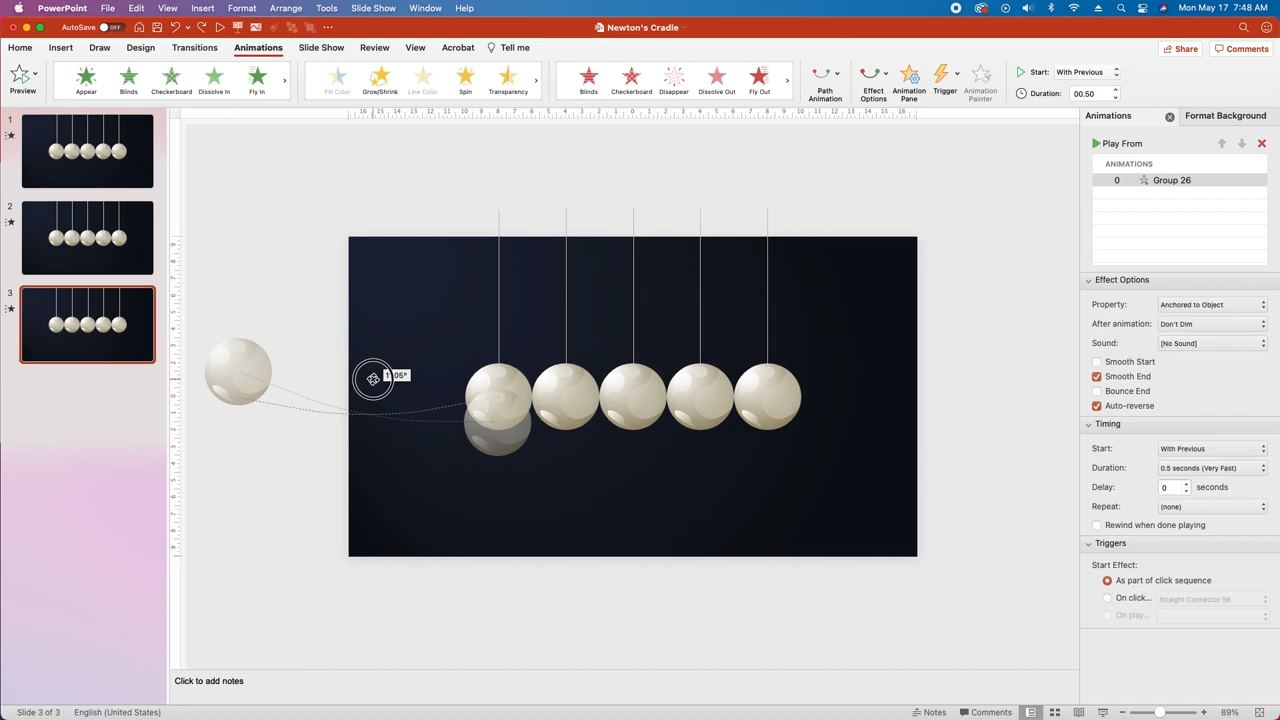 PowerPoint File Edit View Insert Format Arrange Tools Slide Show Window Help
Fri May 17 7:48 AM
AutoSave OFF
Newton's Cradle
Home Insert Draw Design Transitions Animations Slide Show Review View Acrobat Tell me
Share Comments
Preview
Appear Blinds Checkerboard Dissolve In Fly In
Fill Color Grow/Shrink Line Color Spin Transparency
Blinds Checkerboard Disappear Dissolve Out Fly Out
Path Animation
Effect Options
Animation Pane
Trigger
Animation Painter
Start: With Previous
Duration: 00.50
1
2
3
Animations Format Background
Play From
ANIMATIONS
0 Group 26
Effect Options
Property: Anchored to Object
After animation: Don't Dim
Sound: [No Sound]
Smooth Start
Smooth End
Bounce End
Auto-reverse
Timing
Start: With Previous
Duration: 0.5 seconds (Very Fast)
Delay: 0 seconds
Repeat: (none)
Rewind when done playing
Triggers
Start Effect:
As part of click sequence
On click... Straight Connector 56
On play...
Click to add notes
Slide 3 of 3 English (United States)
Notes Comments 89%